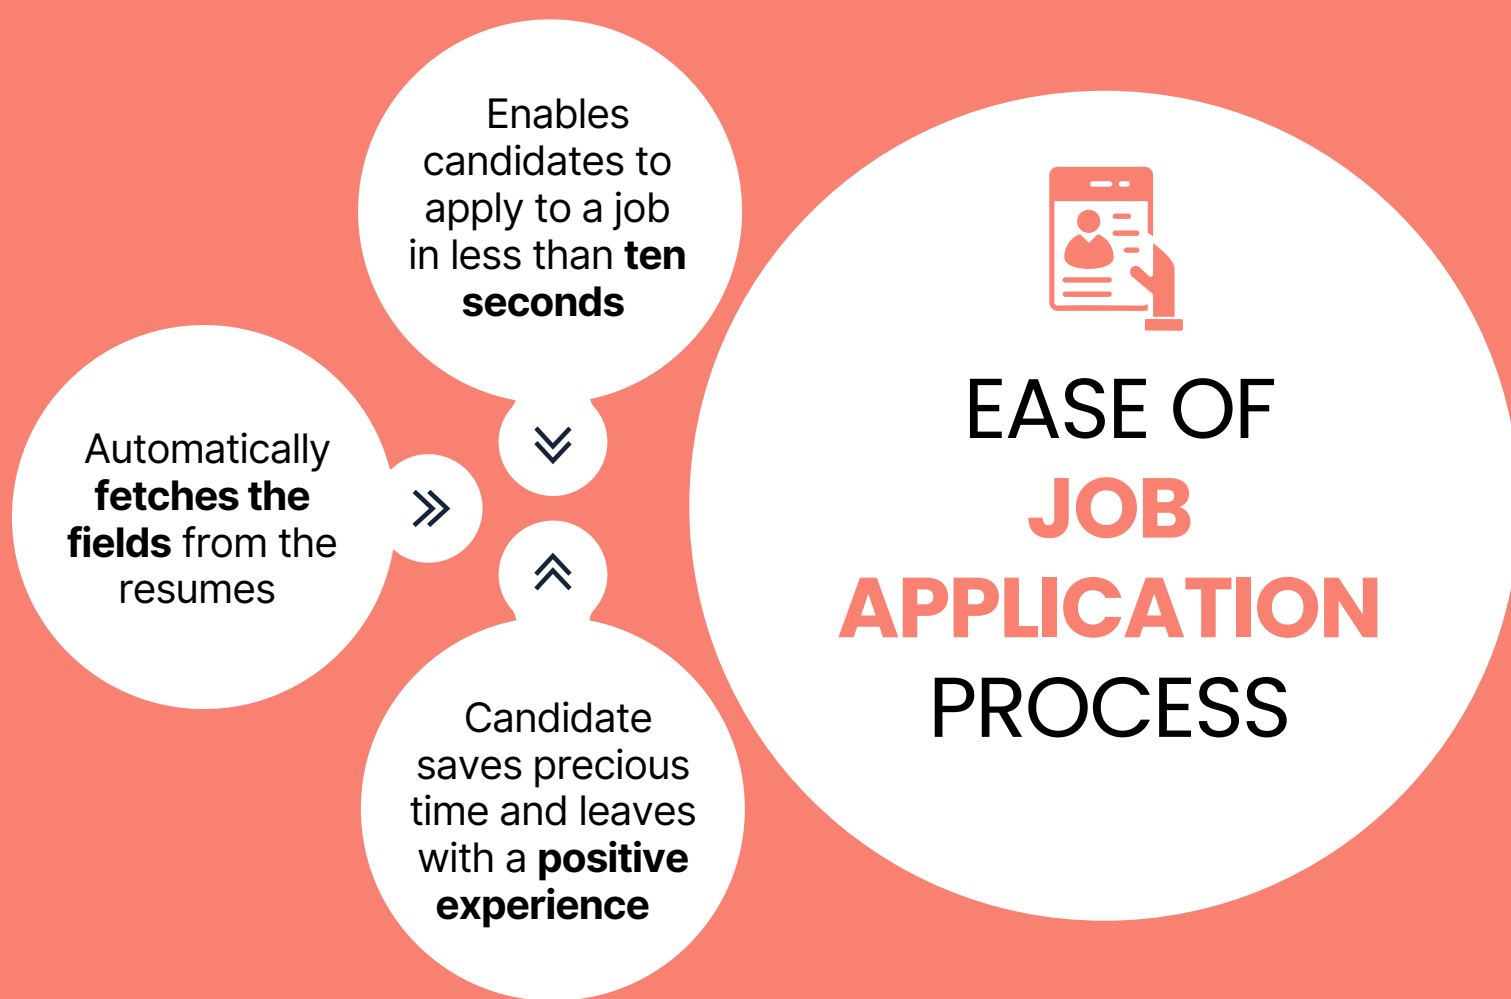 Enables
candidates to
apply to a job
in less than ten
seconds
Automatically
fetches the
fields from the
resumes
Candidate
saves precious
time and leaves
with a positive
experience
EASE OF
JOB
APPLICATION
PROCESS